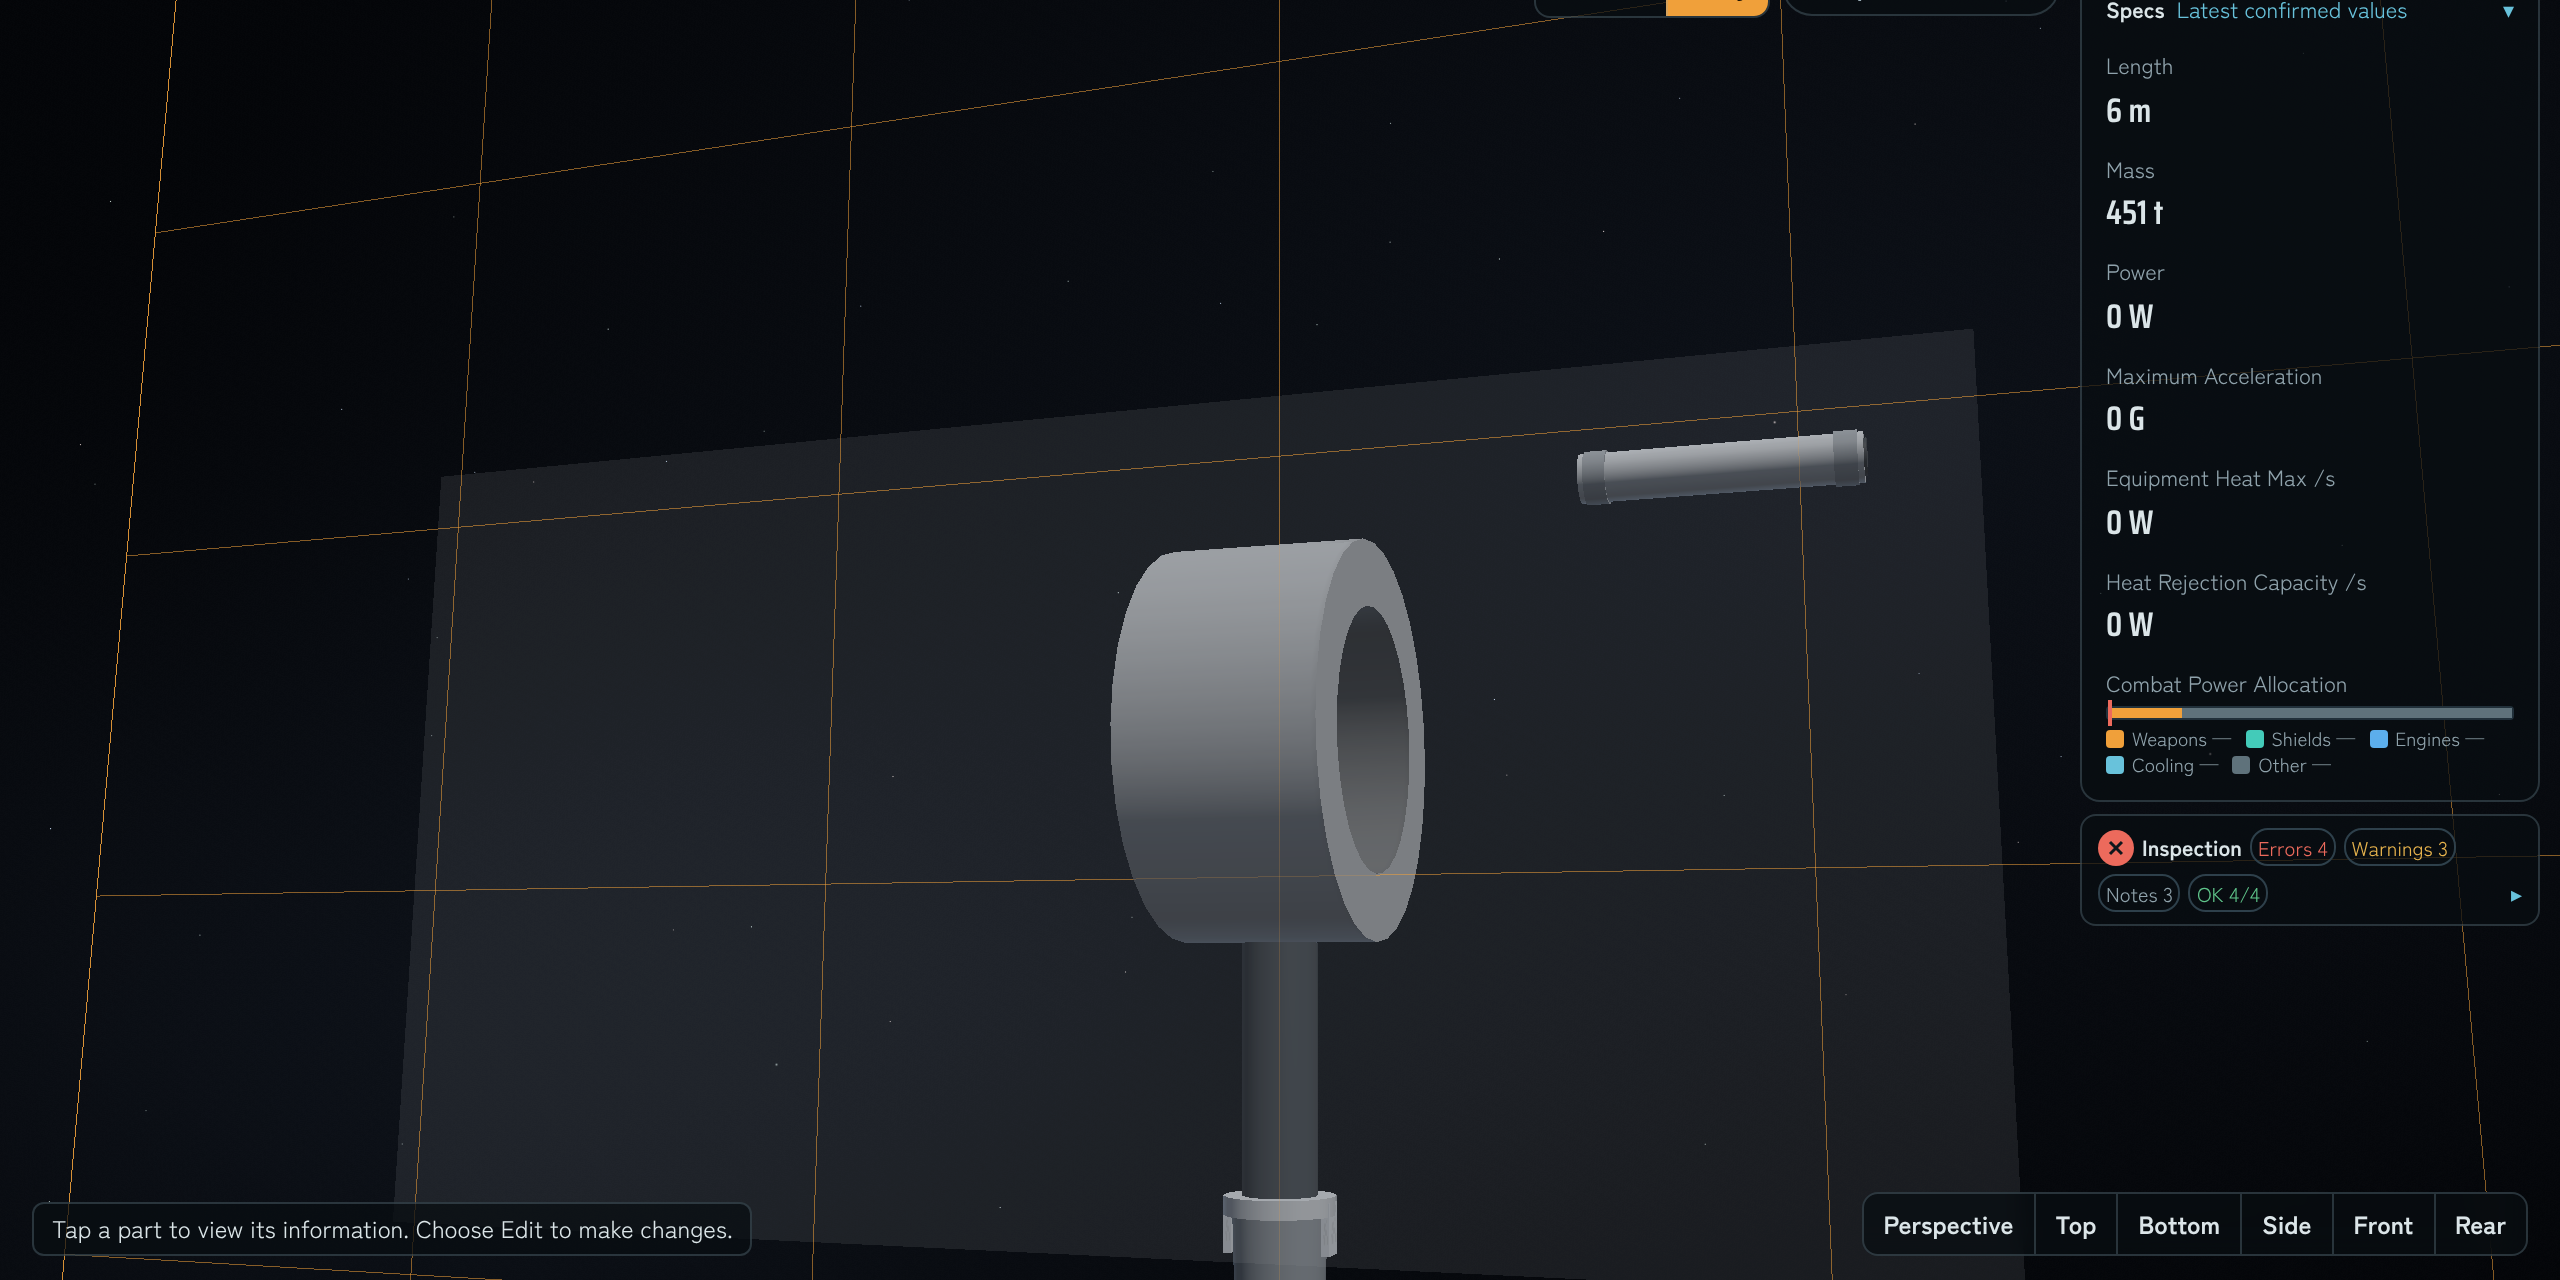 Specs Latest confirmed values ▼
Length
6 m
Mass
451 t
Power
0 W
Maximum Acceleration
0 G
Equipment Heat Max /s
0 W
Heat Rejection Capacity /s
0 W
Combat Power Allocation
Weapons — Shields — Engines —
Cooling — Other —
Inspection Errors 4 Warnings 3
Notes 3 OK 4/4
Tap a part to view its information. Choose Edit to make changes.
Perspective Top Bottom Side Front Rear